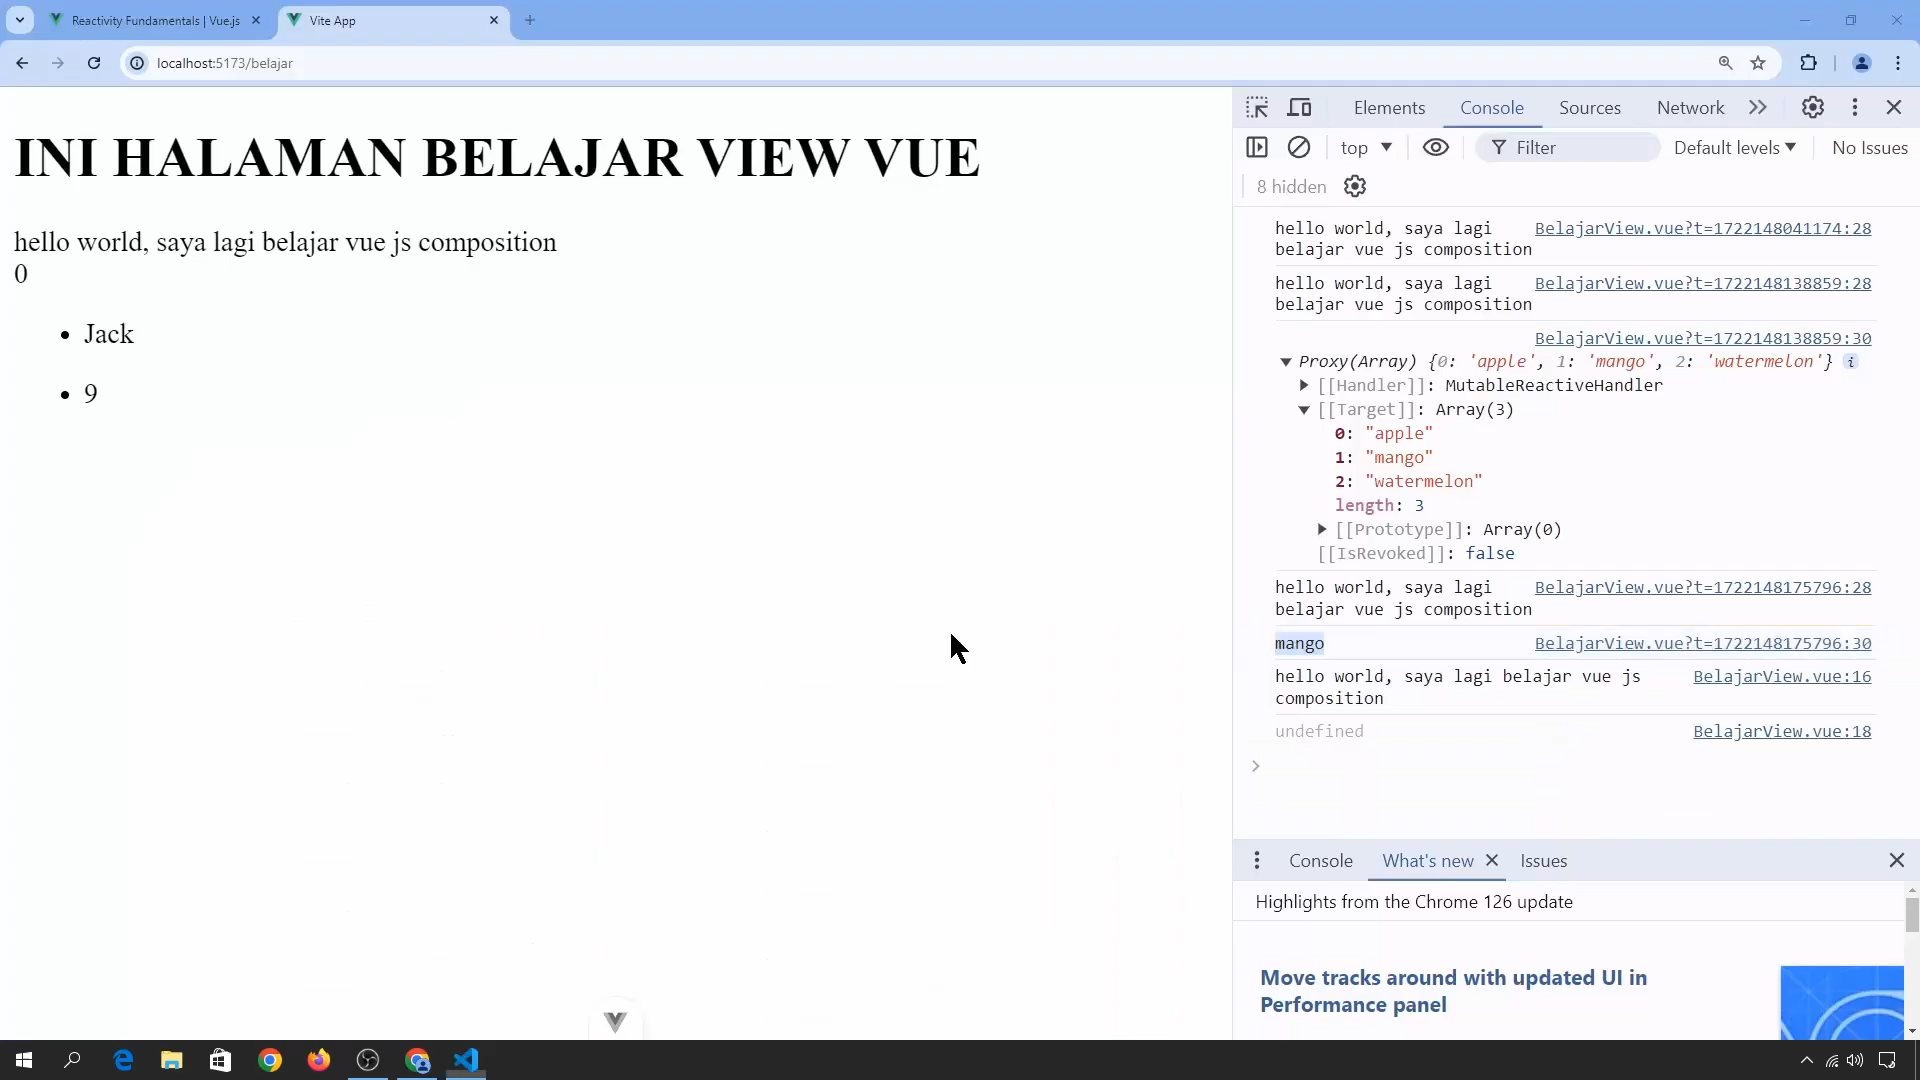 Reactivity Fundamentals | Vue.js
Vite App
localhost:5173/belajar
INI HALAMAN BELAJAR VIEW VUE
hello world, saya lagi belajar vue js composition
0
Jack
9
Elements Console Sources Network
top Filter Default levels No Issues
8 hidden
hello world, saya lagi BelajarView.vue?t=1722148041174:28
belajar vue js composition
hello world, saya lagi BelajarView.vue?t=1722148138859:28
belajar vue js composition
BelajarView.vue?t=1722148138859:30
Proxy(Array) {0: 'apple', 1: 'mango', 2: 'watermelon'} i
[[Handler]]: MutableReactiveHandler
[[Target]]: Array(3)
0: "apple"
1: "mango"
2: "watermelon"
length: 3
[[Prototype]]: Array(0)
[[IsRevoked]]: false
hello world, saya lagi BelajarView.vue?t=1722148175796:28
belajar vue js composition
mango BelajarView.vue?t=1722148175796:30
hello world, saya lagi belajar vue js BelajarView.vue:16
composition
undefined BelajarView.vue:18
Console What's new Issues
Highlights from the Chrome 126 update
Move tracks around with updated UI in
Performance panel